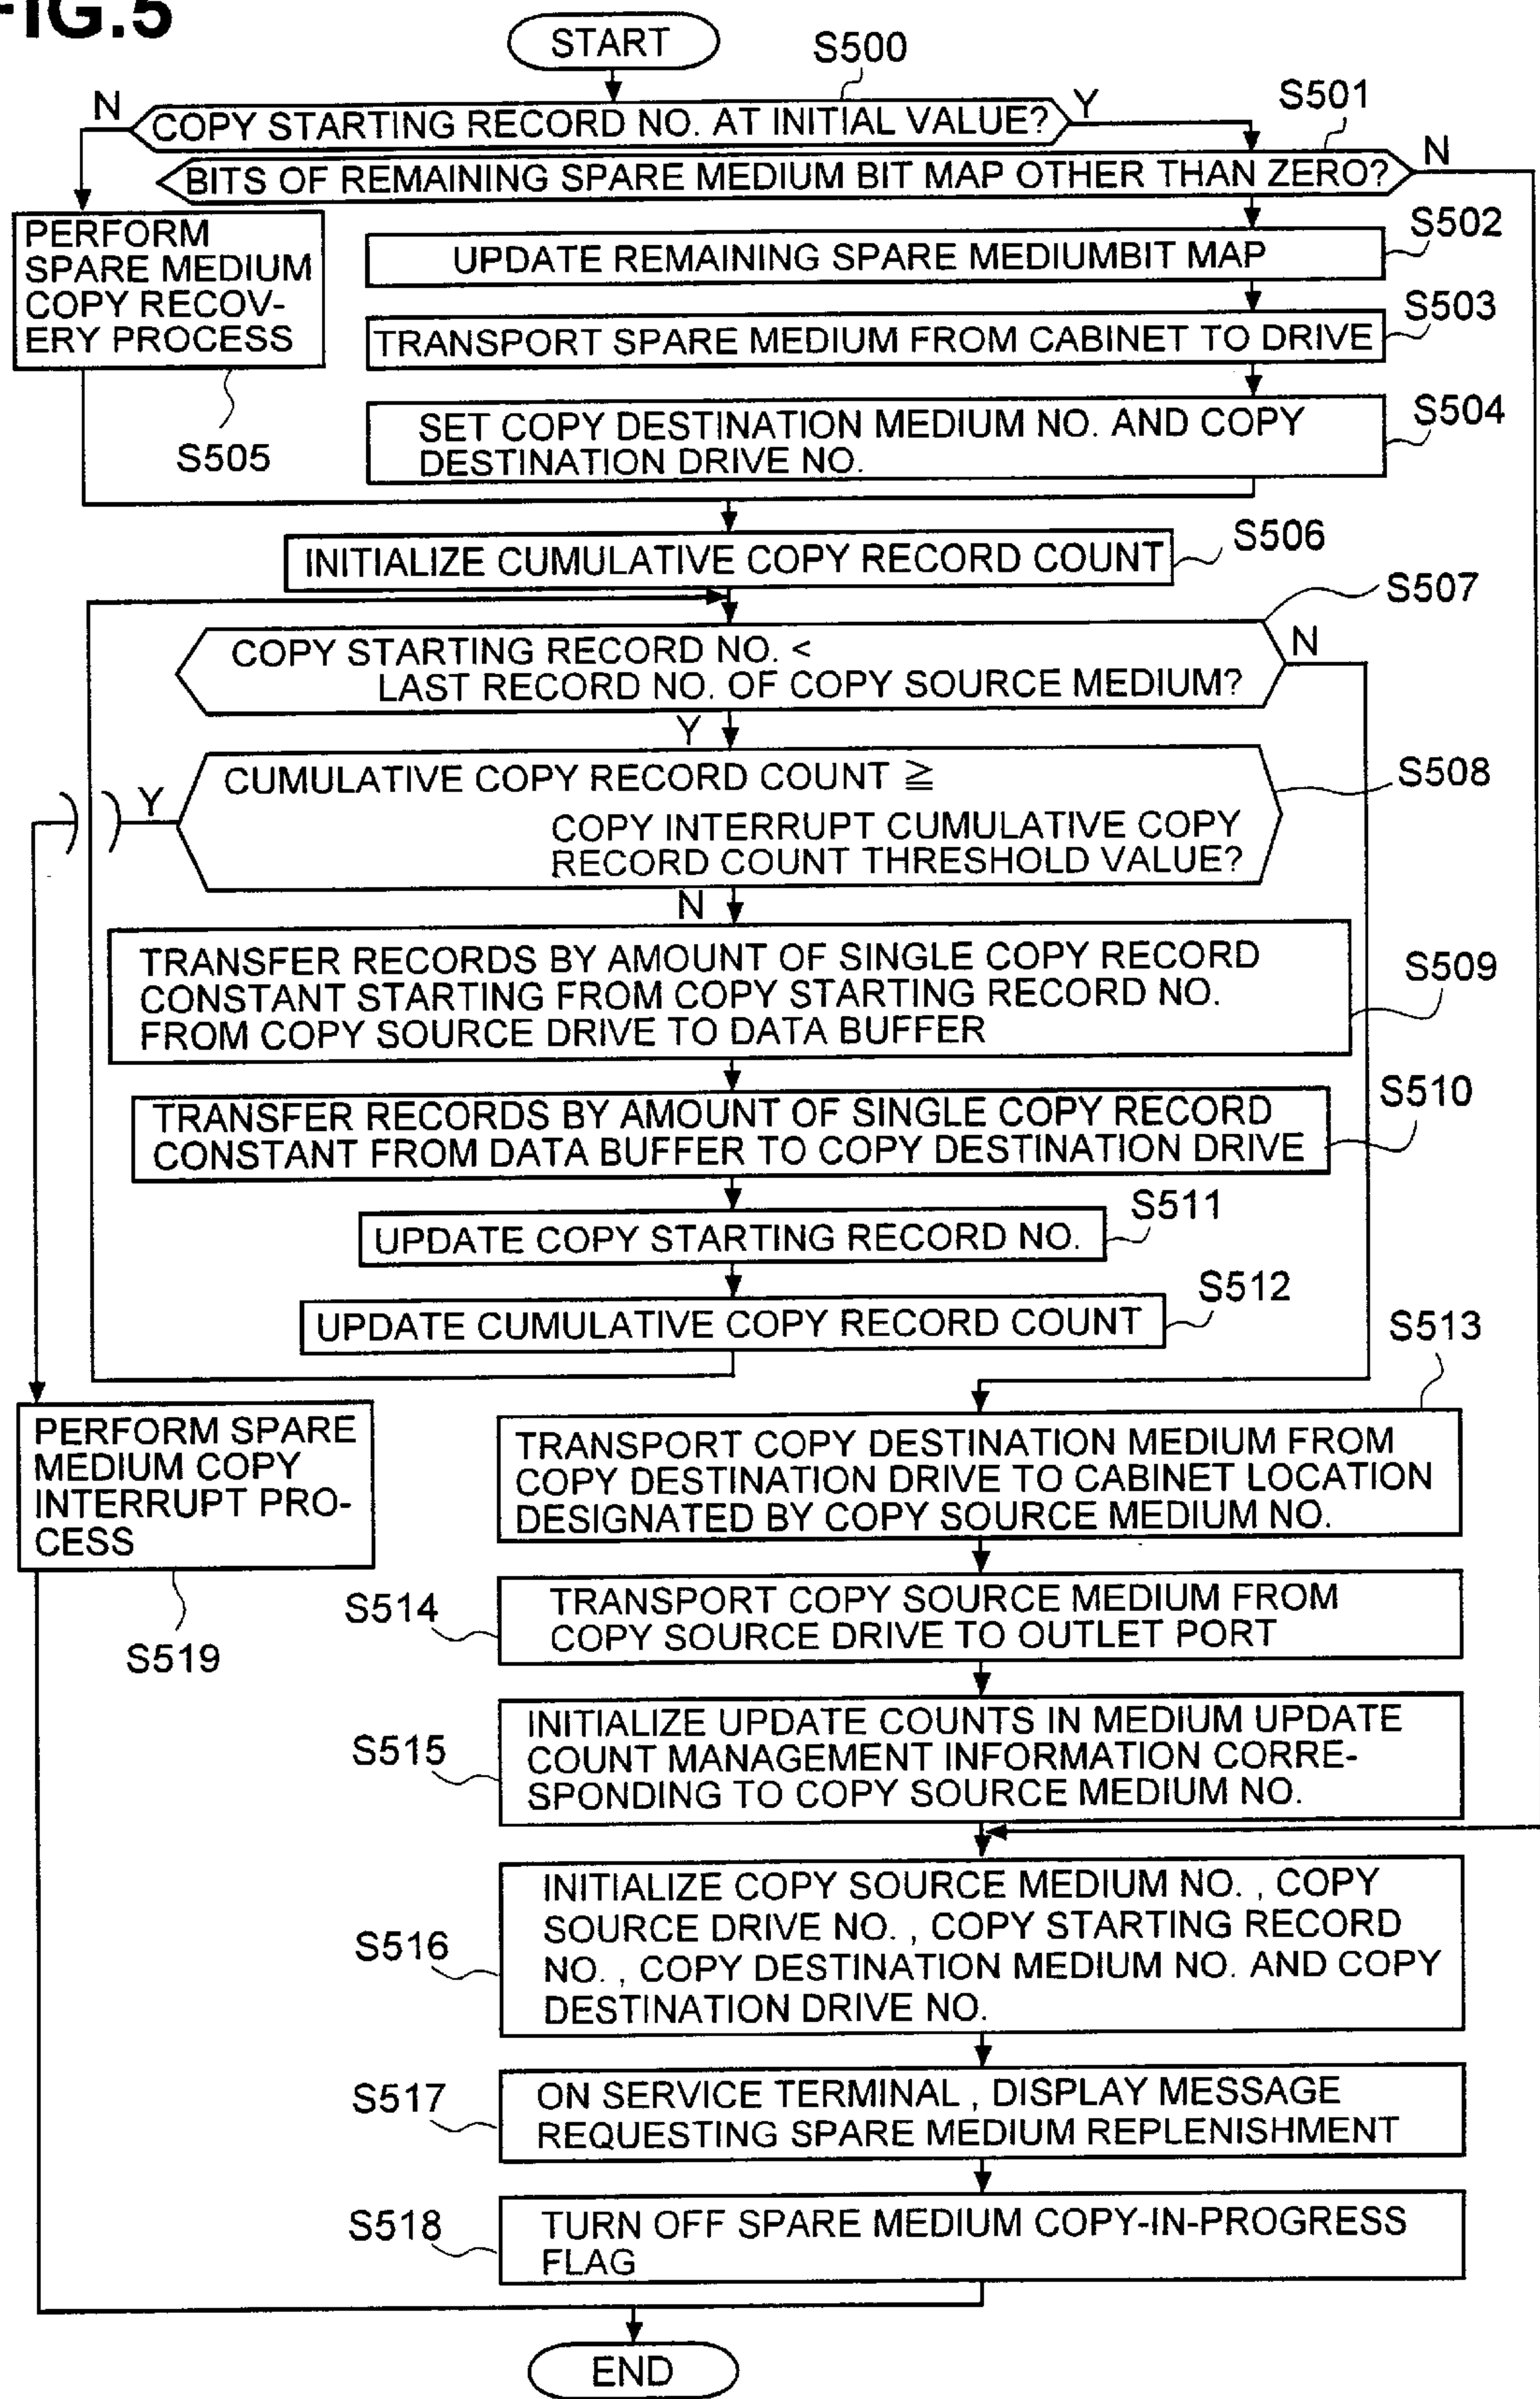 FIG.5
START
S500
N
COPY STARTING RECORD NO. AT INITIAL VALUE?
Y
S501
BITS OF REMAINING SPARE MEDIUM BIT MAP OTHER THAN ZERO?
N
PERFORM
SPARE MEDIUM
COPY RECOV-
ERY PROCESS
S505
UPDATE REMAINING SPARE MEDIUMBIT MAP
S502
TRANSPORT SPARE MEDIUM FROM CABINET TO DRIVE
S503
SET COPY DESTINATION MEDIUM NO. AND COPY
DESTINATION DRIVE NO.
S504
INITIALIZE CUMULATIVE COPY RECORD COUNT
S506
S507
COPY STARTING RECORD NO. <
LAST RECORD NO. OF COPY SOURCE MEDIUM?
N
Y
CUMULATIVE COPY RECORD COUNT ≧
COPY INTERRUPT CUMULATIVE COPY
RECORD COUNT THRESHOLD VALUE?
S508
Y
N
TRANSFER RECORDS BY AMOUNT OF SINGLE COPY RECORD
CONSTANT STARTING FROM COPY STARTING RECORD NO.
FROM COPY SOURCE DRIVE TO DATA BUFFER
S509
TRANSFER RECORDS BY AMOUNT OF SINGLE COPY RECORD
CONSTANT FROM DATA BUFFER TO COPY DESTINATION DRIVE
S510
UPDATE COPY STARTING RECORD NO.
S511
UPDATE CUMULATIVE COPY RECORD COUNT
S512
S513
PERFORM SPARE
MEDIUM COPY
INTERRUPT PRO-
CESS
S519
TRANSPORT COPY DESTINATION MEDIUM FROM
COPY DESTINATION DRIVE TO CABINET LOCATION
DESIGNATED BY COPY SOURCE MEDIUM NO.
S514
TRANSPORT COPY SOURCE MEDIUM FROM
COPY SOURCE DRIVE TO OUTLET PORT
S515
INITIALIZE UPDATE COUNTS IN MEDIUM UPDATE
COUNT MANAGEMENT INFORMATION CORRE-
SPONDING TO COPY SOURCE MEDIUM NO.
S516
INITIALIZE COPY SOURCE MEDIUM NO. , COPY
SOURCE DRIVE NO. , COPY STARTING RECORD
NO. , COPY DESTINATION MEDIUM NO. AND COPY
DESTINATION DRIVE NO.
S517
ON SERVICE TERMINAL , DISPLAY MESSAGE
REQUESTING SPARE MEDIUM REPLENISHMENT
S518
TURN OFF SPARE MEDIUM COPY-IN-PROGRESS
FLAG
END